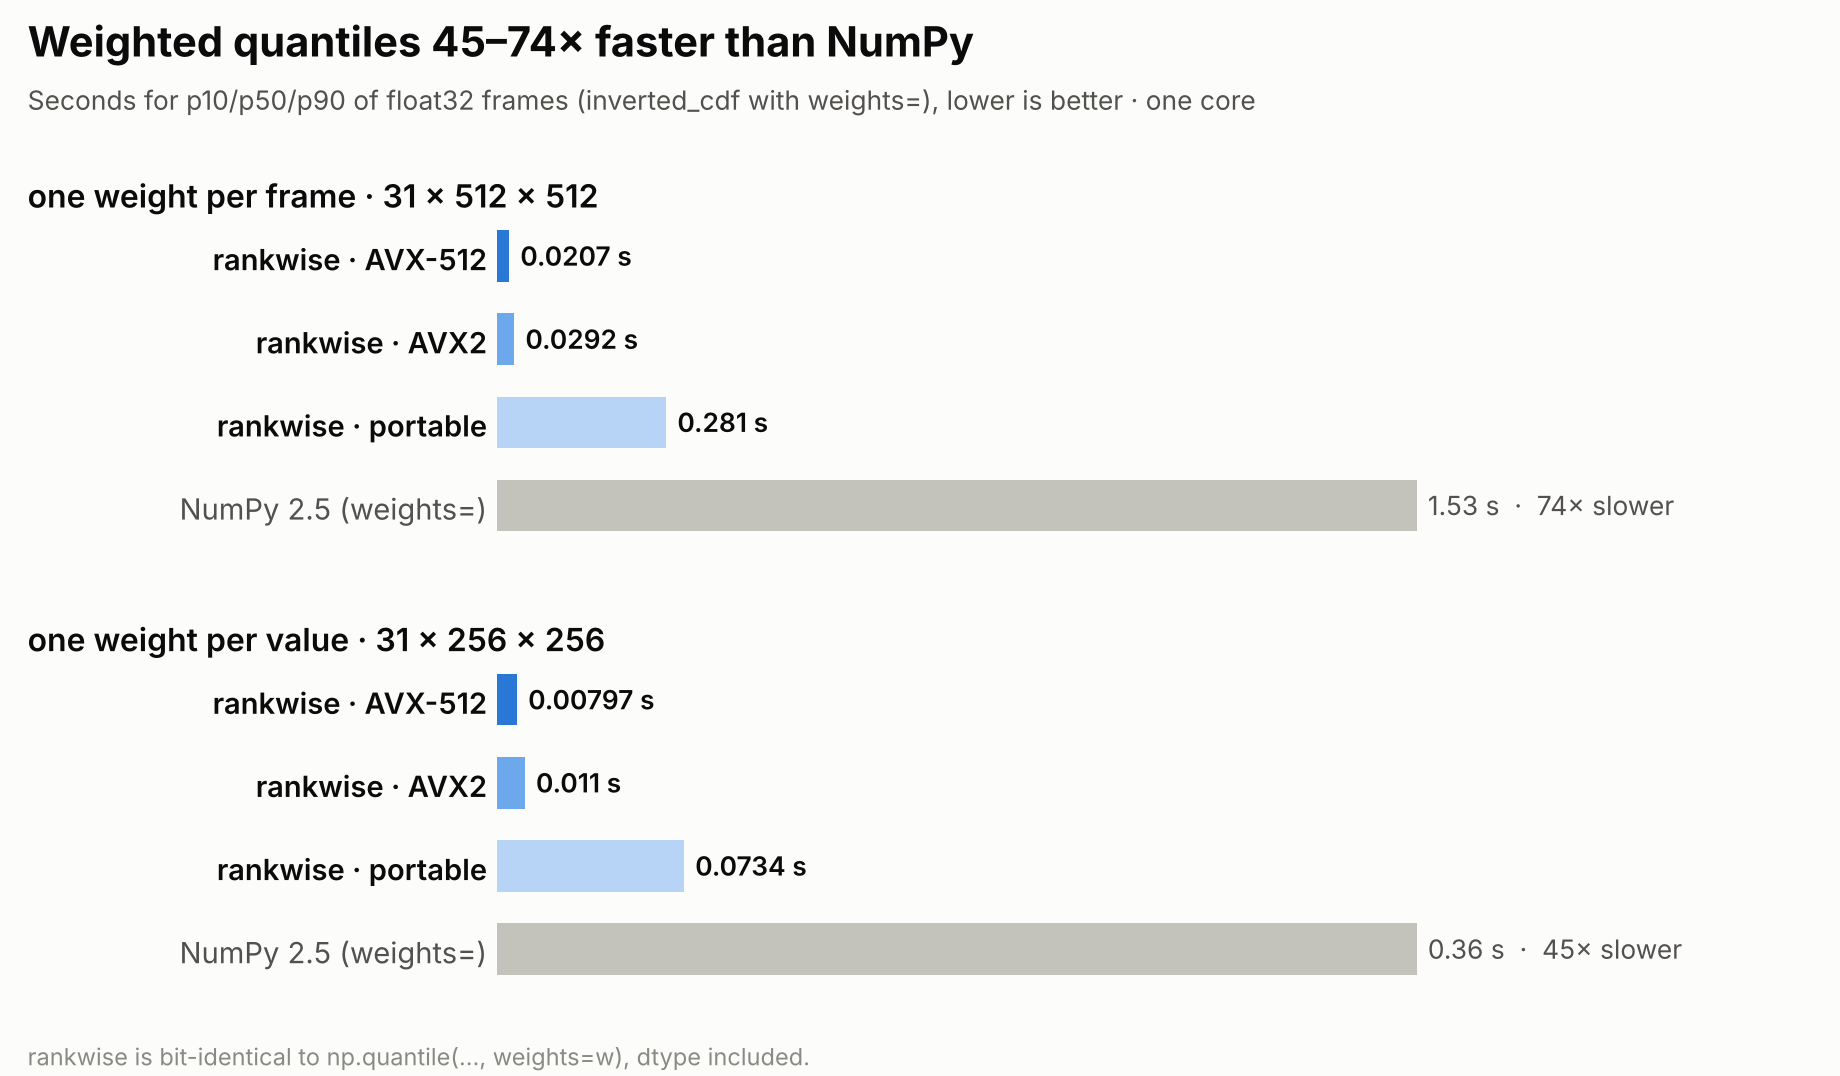 Weighted quantiles 45–74× faster than NumPy
Seconds for p10/p50/p90 of float32 frames (inverted_cdf with weights=), lower is better · one core
one weight per frame · 31 × 512 × 512
rankwise · AVX-512 0.0207 s
rankwise · AVX2 0.0292 s
rankwise · portable 0.281 s
NumPy 2.5 (weights=) 1.53 s · 74× slower
one weight per value · 31 × 256 × 256
rankwise · AVX-512 0.00797 s
rankwise · AVX2 0.011 s
rankwise · portable 0.0734 s
NumPy 2.5 (weights=) 0.36 s · 45× slower
rankwise is bit-identical to np.quantile(..., weights=w), dtype included.